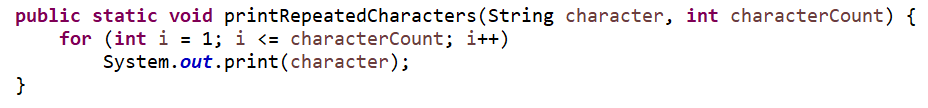 public static void printRepeatedCharacters(String character, int characterCount) {
    for (int i = 1; i <= characterCount; i++)
        System.out.print(character);
}